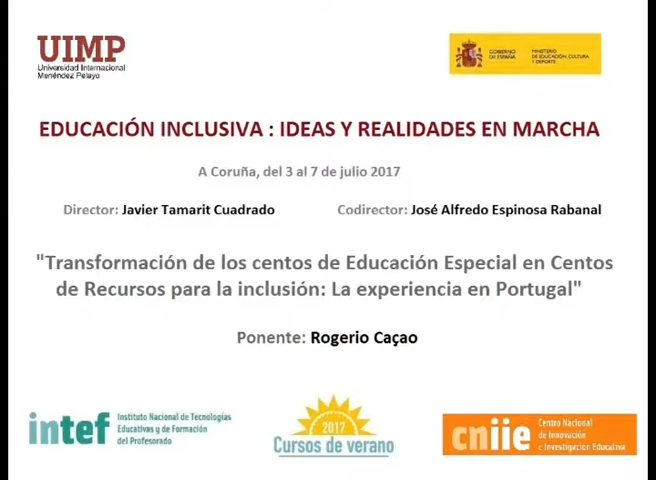 UIMP
Universidad Internacional
Menéndez Pelayo
GOBIERNO
DE ESPAÑA
MINISTERIO
DE EDUCACIÓN, CULTURA
Y DEPORTE
EDUCACIÓN INCLUSIVA : IDEAS Y REALIDADES EN MARCHA
A Coruña, del 3 al 7 de julio 2017
Director: Javier Tamarit Cuadrado
Codirector: José Alfredo Espinosa Rabanal
"Transformación de los centos de Educación Especial en Centos
de Recursos para la inclusión: La experiencia en Portugal"
Ponente: Rogerio Caçao
intef
Instituto Nacional de Tecnologías
Educativas y de Formación
del Profesorado
2017
Cursos de verano
cniie
Centro Nacional
de Innovación
e Investigación Educativa